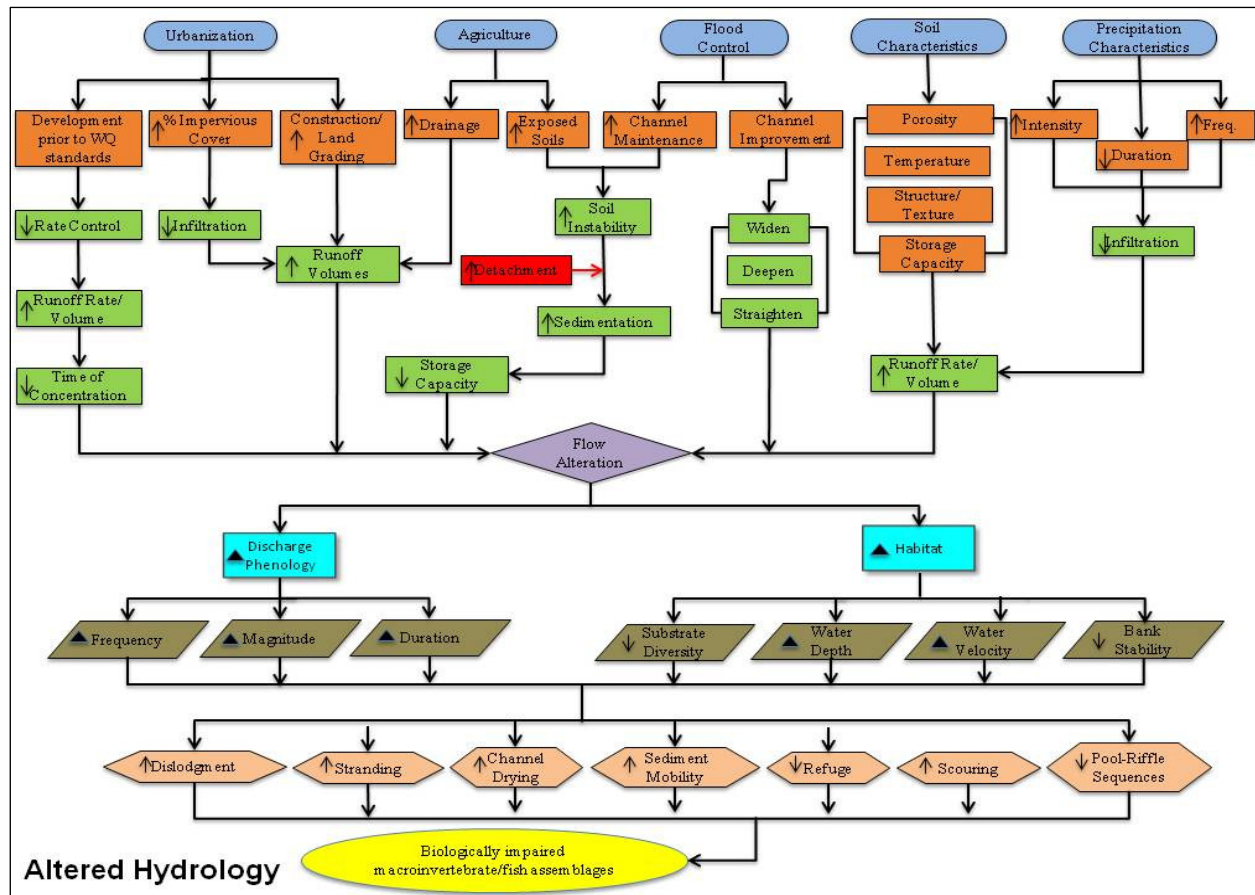 Urbanization
Agriculture
Flood
Control
Soil
Characteristics
Precipitation
Characteristics
Development
prior to WQ
standards
↑ % Impervious
Cover
↑ Construction/
Land
Grading
↑ Drainage
↑ Exposed
Soils
↑ Channel
Maintenance
Channel
Improvement
Porosity
Temperature
Structure/
Texture
Storage
Capacity
↑ Intensity
↓ Duration
↑ Freq.
↓ Rate Control
↓ Infiltration
↑ Runoff
Volumes
↑ Soil
Instability
↑ Detachment
↑ Sedimentation
Widen
Deepen
Straighten
↓ Infiltration
↑ Runoff Rate/
Volume
↓ Time of
Concentration
↓ Storage
Capacity
↑ Runoff Rate/
Volume
Flow
Alteration
▲ Discharge
Phenology
▲ Habitat
▲ Frequency
▲ Magnitude
▲ Duration
↓ Substrate
Diversity
▲ Water
Depth
▲ Water
Velocity
↓ Bank
Stability
↑ Dislodgment
↑ Stranding
↑ Channel
Drying
↑ Sediment
Mobility
↓ Refuge
↑ Scouring
↓ Pool-Riffle
Sequences
Biologically impaired
macroinvertebrate/fish assemblages
Altered Hydrology